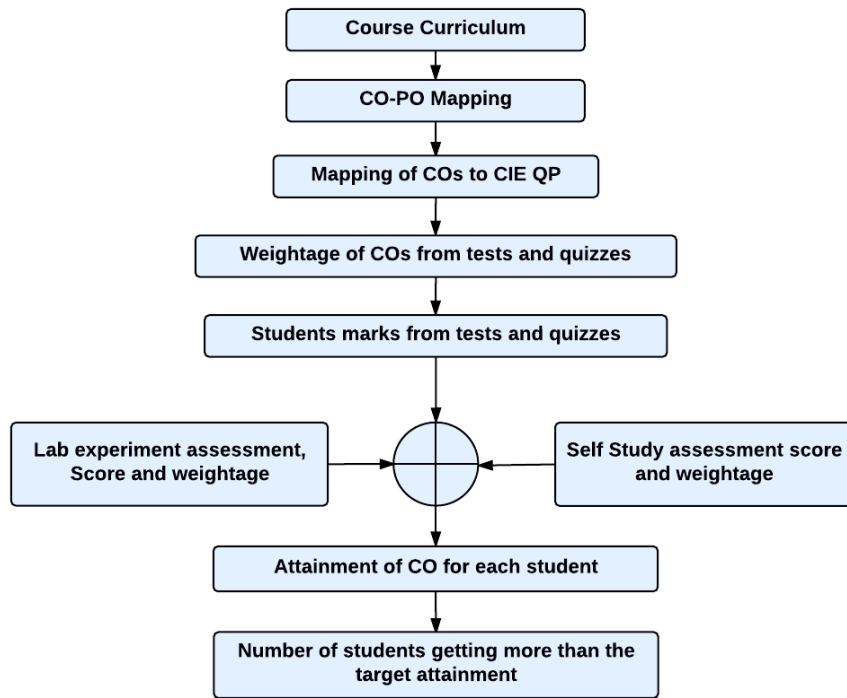 Course Curriculum
CO-PO Mapping
Mapping of COs to CIE QP
Weightage of COs from tests and quizzes
Students marks from tests and quizzes
Lab experiment assessment,
Score and weightage
Self Study assessment score
and weightage
Attainment of CO for each student
Number of students getting more than the
target attainment